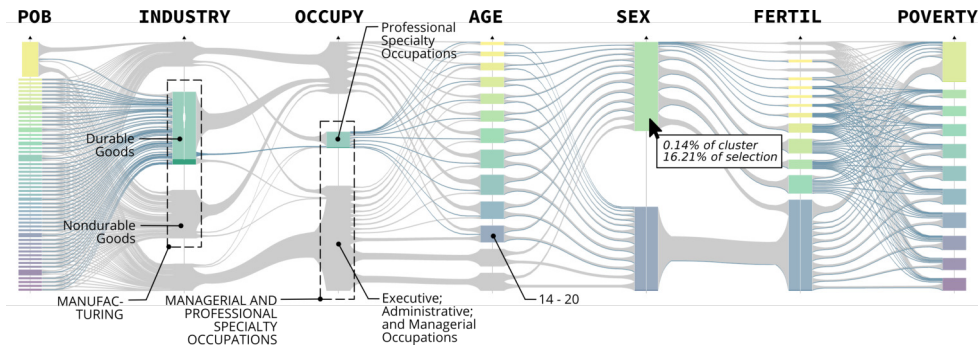 POB INDUSTRY OCCUPY AGE SEX FERTIL POVERTY
Professional
Specialty
Occupations
Durable
Goods
0.14% of cluster
16.21% of selection
Nondurable
Goods
MANUFAC-
TURING
MANAGERIAL AND
PROFESSIONAL
SPECIALTY
OCCUPATIONS
Executive;
Administrative;
and Managerial
Occupations
14 - 20